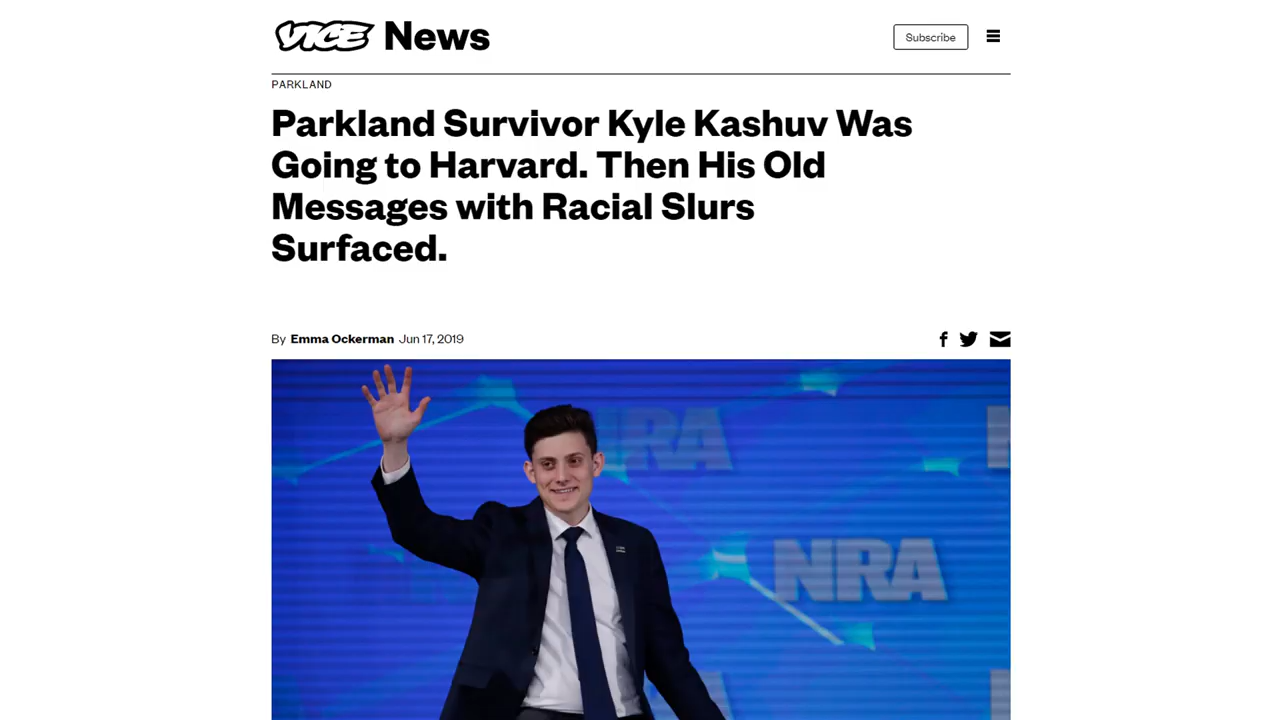 VICE News
Subscribe
PARKLAND
Parkland Survivor Kyle Kashuv Was
Going to Harvard. Then His Old
Messages with Racial Slurs
Surfaced.
By Emma Ockerman Jun 17, 2019
NRA
NRA